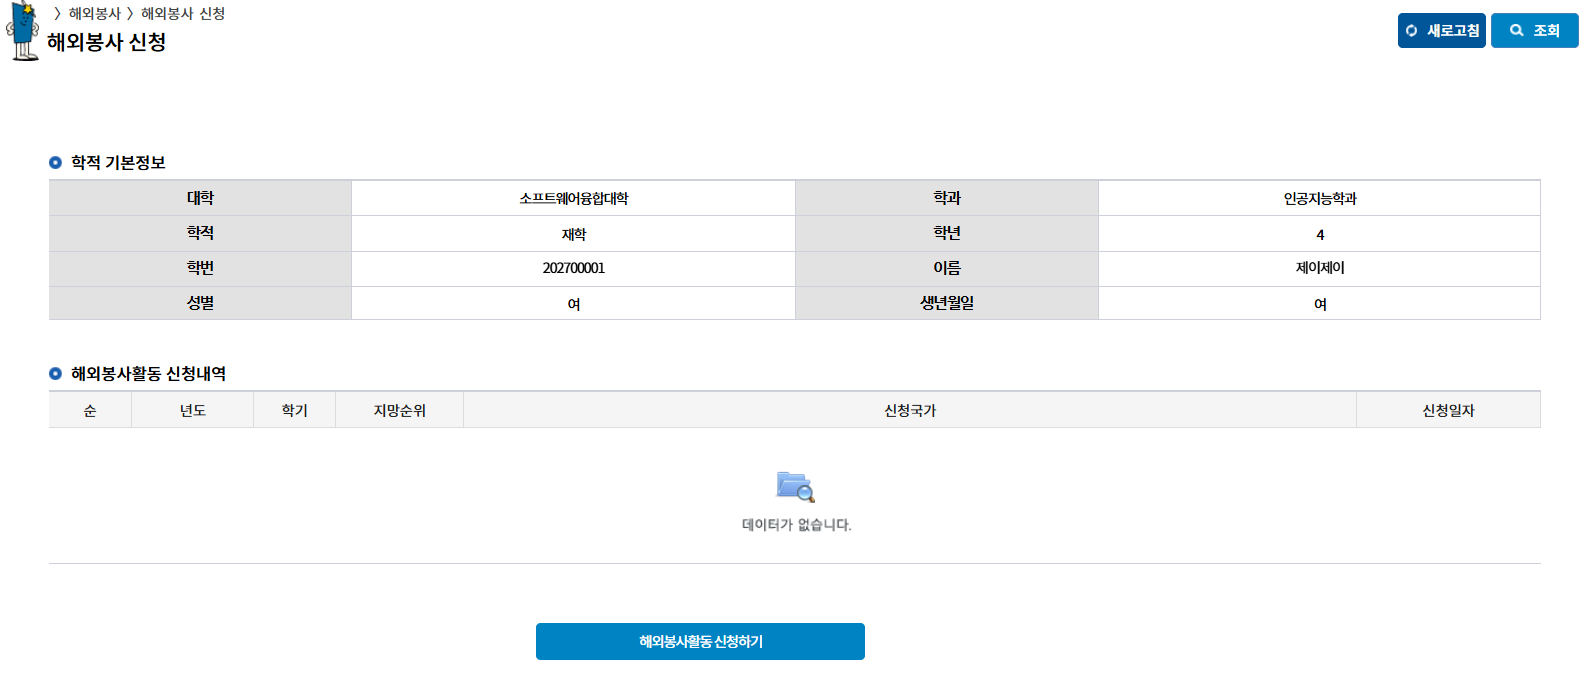 〉 해외봉사 〉 해외봉사 신청
해외봉사 신청
새로고침 조회
학적 기본정보
대학 소프트웨어융합대학 학과 인공지능학과
학적 재학 학년 4
학번 202700001 이름 제이제이
성별 여 생년월일 여
해외봉사활동 신청내역
순 년도 학기 지망순위 신청국가 신청일자
데이터가 없습니다.
해외봉사활동 신청하기